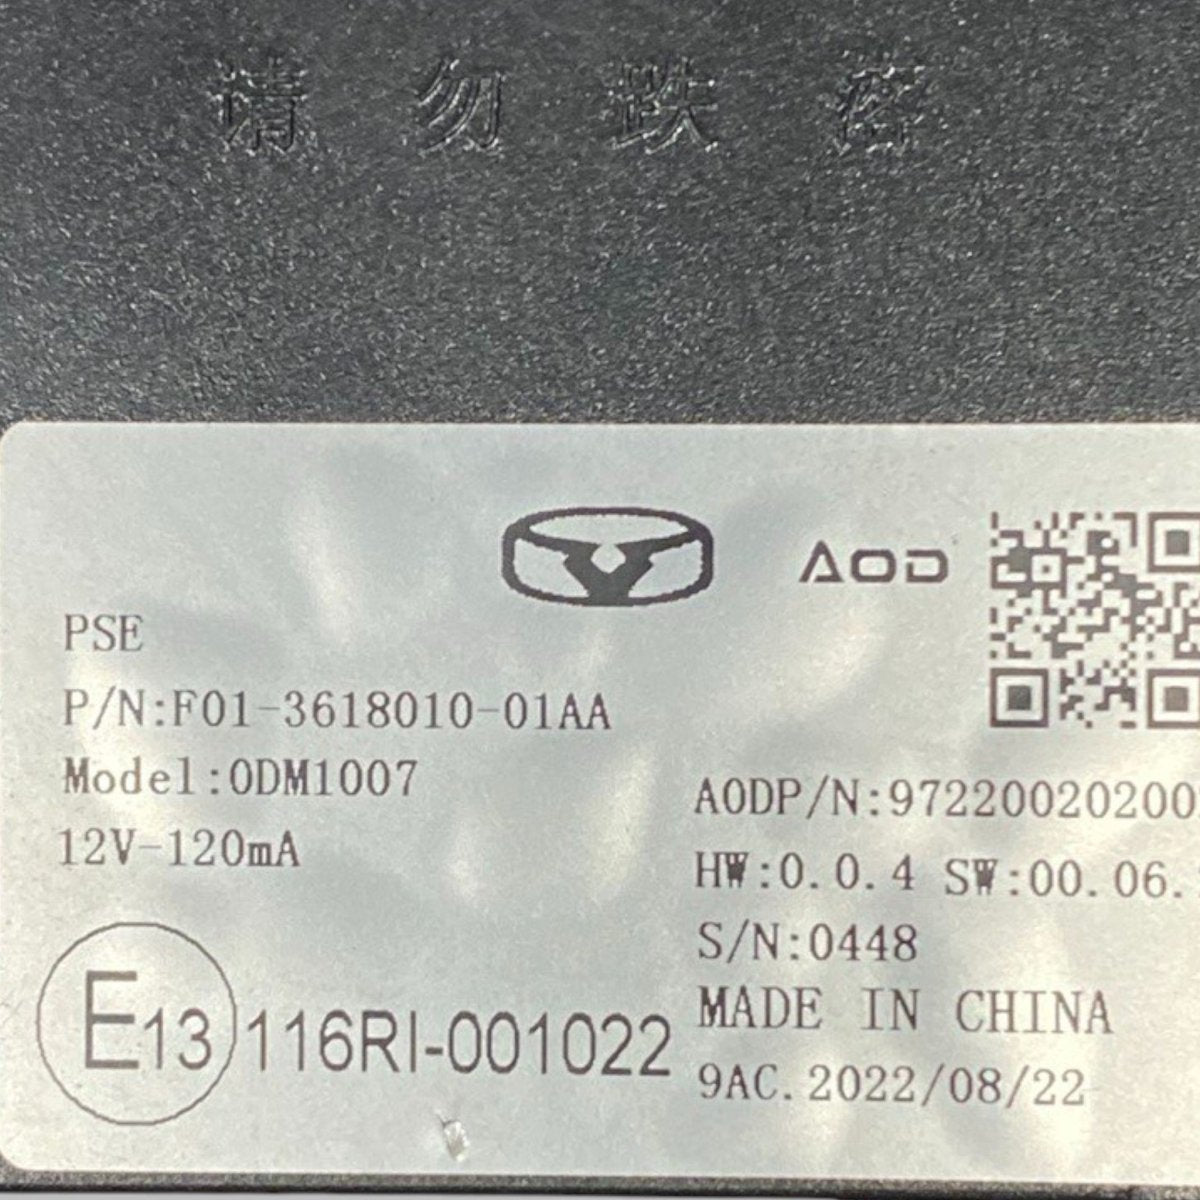 请勿跌落
AOD
PSE
P/N:F01-3618010-01AA
Model:ODM1007
12V-120mA
AODP/N:97220020200
HW:0.0.4 SW:00.06.
S/N:0448
MADE IN CHINA
9AC.2022/08/22
E13 116RI-001022